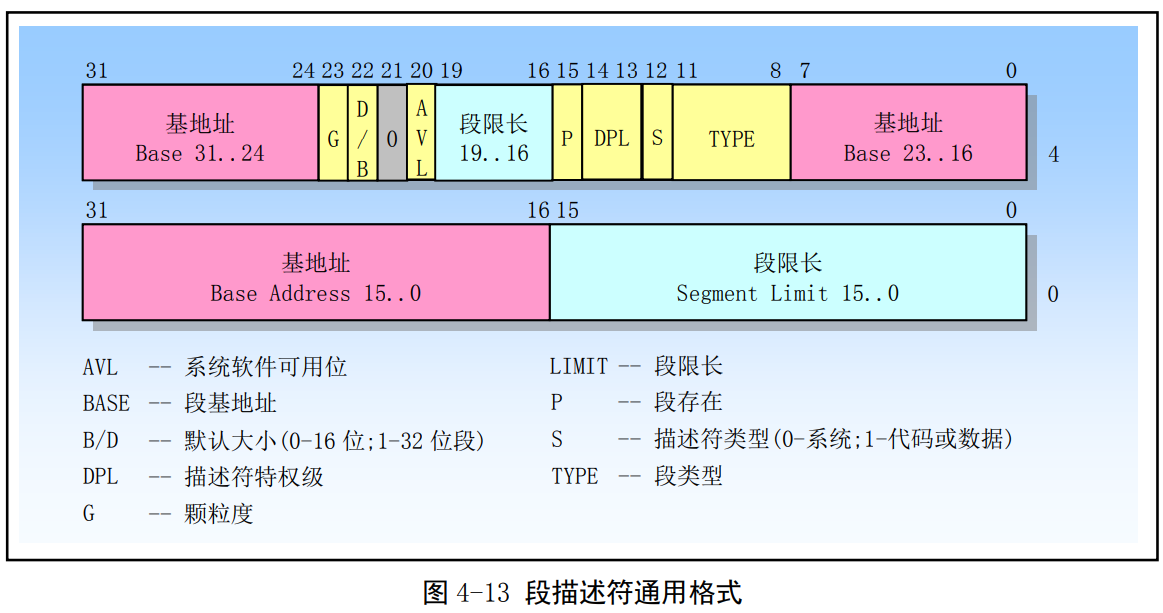 31 24 23 22 21 20 19 16 15 14 13 12 11 8 7 0
基地址 Base 31..24 G D/B 0 AVL 段限长 19..16 P DPL S TYPE 基地址 Base 23..16 4
31 16 15 0
基地址 段限长
Base Address 15..0 Segment Limit 15..0 0
AVL -- 系统软件可用位 LIMIT -- 段限长
BASE -- 段基地址 P -- 段存在
B/D -- 默认大小(0-16 位;1-32 位段) S -- 描述符类型(0-系统;1-代码或数据)
DPL -- 描述符特权级 TYPE -- 段类型
G -- 颗粒度
图 4-13 段描述符通用格式